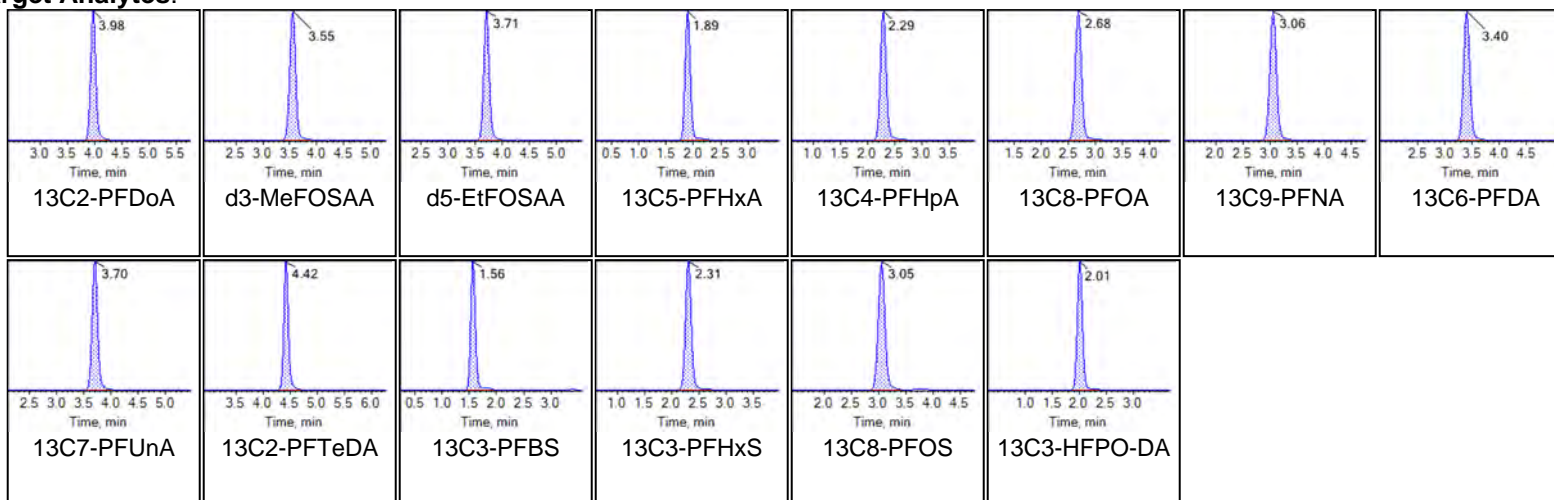 rget Analytes:
3.98 3.55 3.71 1.89 2.29 2.68 3.06 3.40
3.0 3.5 4.0 4.5 5.0 5.5 2.5 3.0 3.5 4.0 4.5 5.0 2.5 3.0 3.5 4.0 4.5 5.0 0.5 1.0 1.5 2.0 2.5 3.0 1.0 1.5 2.0 2.5 3.0 3.5 1.5 2.0 2.5 3.0 3.5 4.0 2.0 2.5 3.0 3.5 4.0 4.5 2.5 3.0 3.5 4.0 4.5
Time, min Time, min Time, min Time, min Time, min Time, min Time, min Time, min
13C2-PFDoA d3-MeFOSAA d5-EtFOSAA 13C5-PFHxA 13C4-PFHpA 13C8-PFOA 13C9-PFNA 13C6-PFDA
3.70 4.42 1.56 2.31 3.05 2.01
2.5 3.0 3.5 4.0 4.5 5.0 3.5 4.0 4.5 5.0 5.5 6.0 0.5 1.0 1.5 2.0 2.5 3.0 1.0 1.5 2.0 2.5 3.0 3.5 2.0 2.5 3.0 3.5 4.0 4.5 1.0 1.5 2.0 2.5 3.0
Time, min Time, min Time, min Time, min Time, min Time, min
13C7-PFUnA 13C2-PFTeDA 13C3-PFBS 13C3-PFHxS 13C8-PFOS 13C3-HFPO-DA